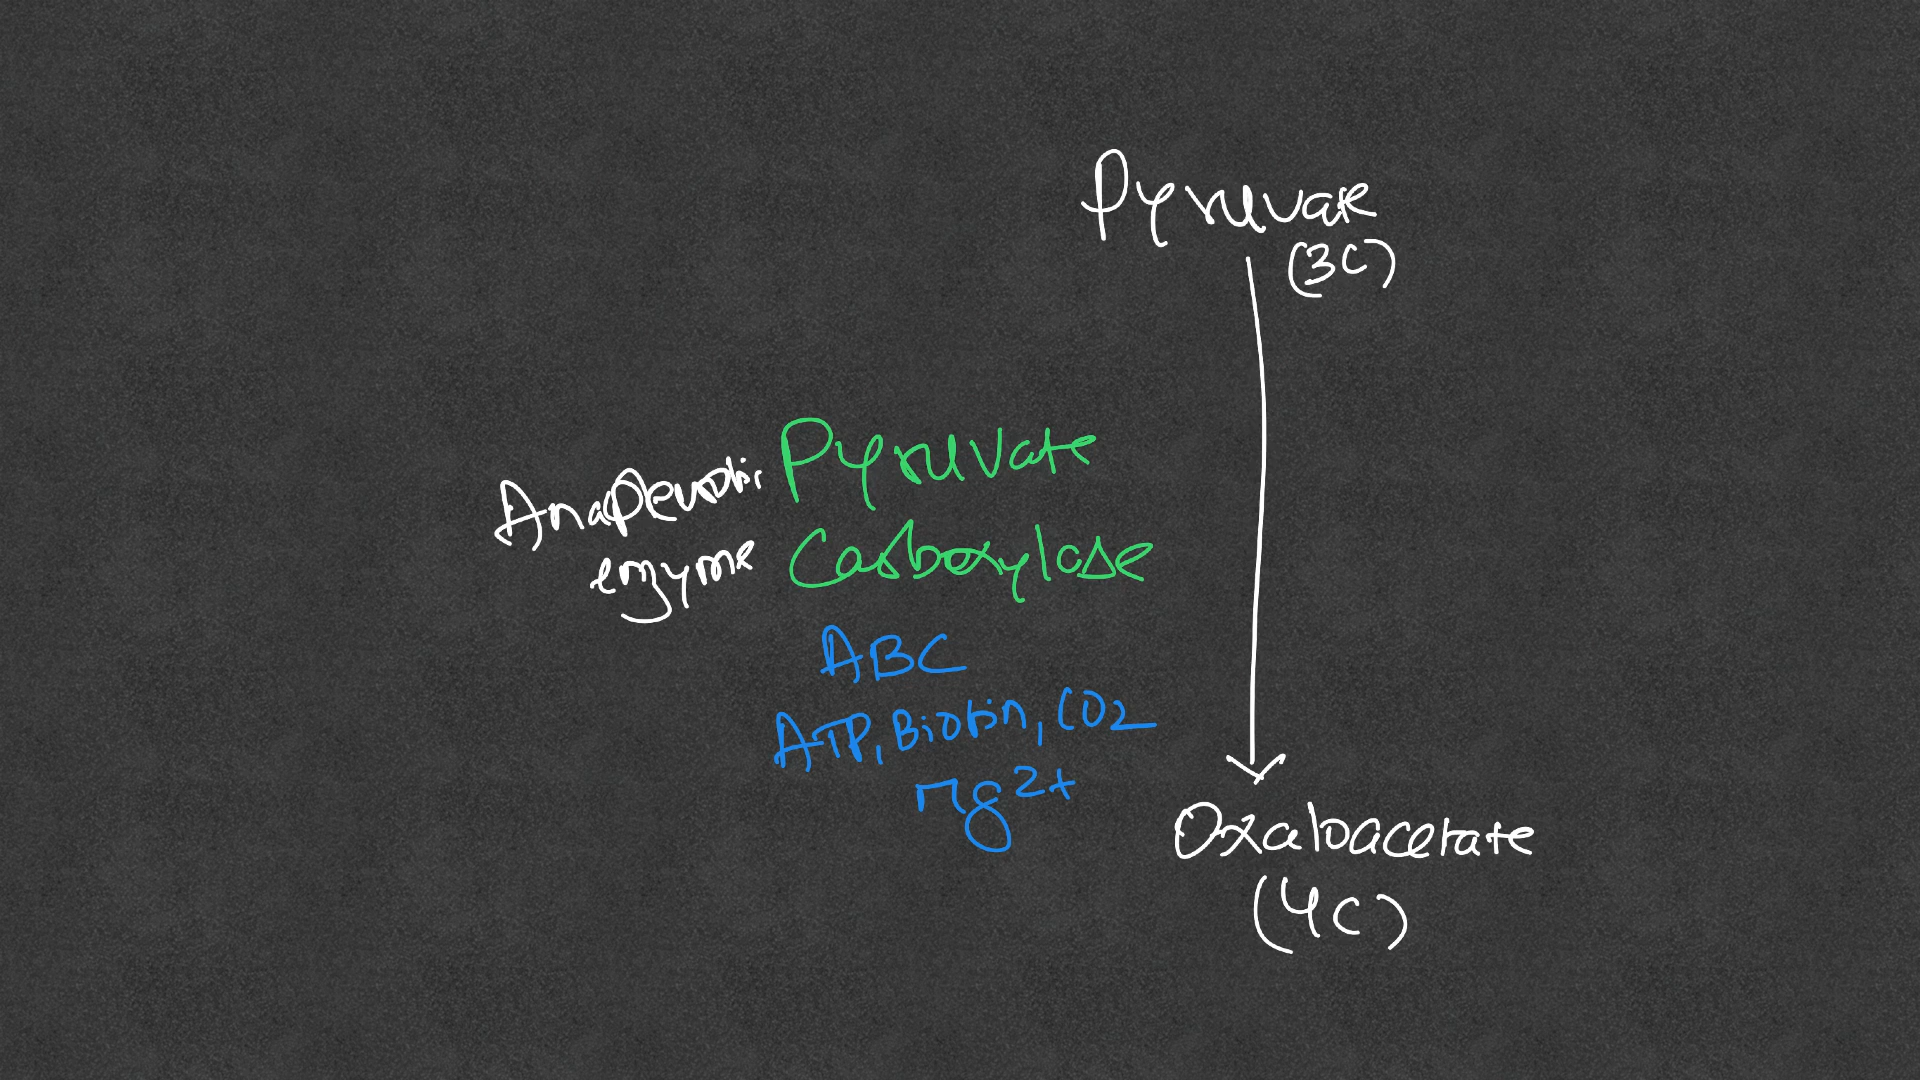 Pyruvate
(3C)
Anaplerotic
enzyme
Pyruvate
Carboxylase
ABC
ATP, Biotin, CO2
Mg2+
Oxaloacetate
(4C)